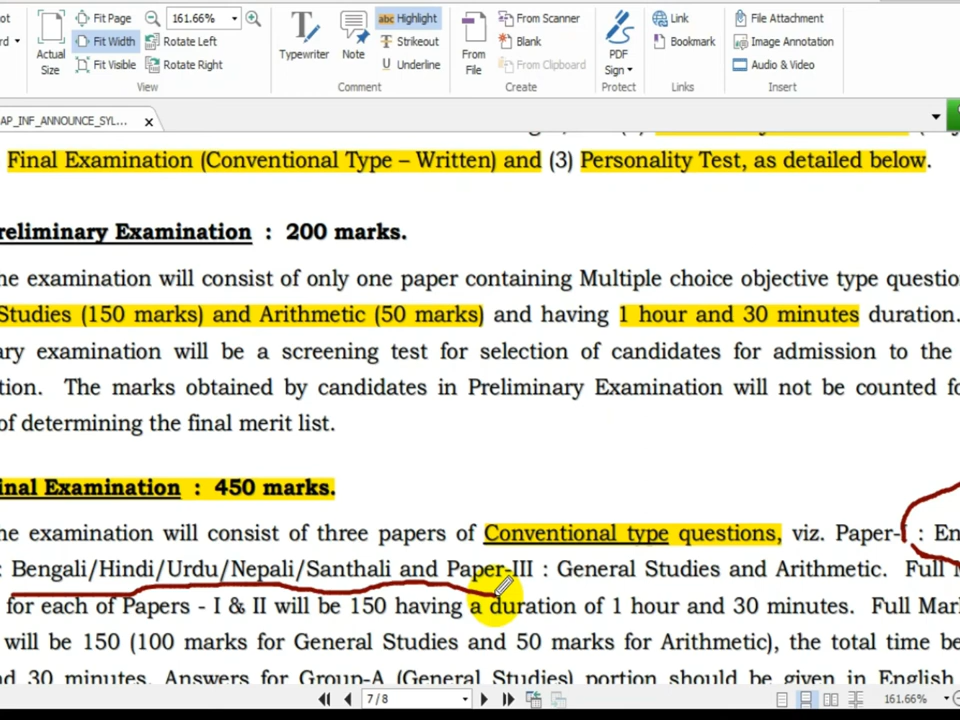 ot Fit Page 161.66% abc Highlight From Scanner Link File Attachment
rd Actual Size Fit Width Rotate Left Typewriter Note Strikeout From File Blank PDF Sign Bookmark Image Annotation
Fit Visible Rotate Right U Underline From Clipboard Audio & Video
View Comment Create Protect Links Insert
AP_INF_ANNOUNCE_SYL... ×
Final Examination (Conventional Type – Written) and (3) Personality Test, as detailed below.
reliminary Examination : 200 marks.
ne examination will consist of only one paper containing Multiple choice objective type questio
Studies (150 marks) and Arithmetic (50 marks) and having 1 hour and 30 minutes duration.
ary examination will be a screening test for selection of candidates for admission to the
tion. The marks obtained by candidates in Preliminary Examination will not be counted fo
of determining the final merit list.
inal Examination : 450 marks.
ne examination will consist of three papers of Conventional type questions, viz. Paper-I : En
: Bengali/Hindi/Urdu/Nepali/Santhali and Paper-III : General Studies and Arithmetic. Full M
for each of Papers - I & II will be 150 having a duration of 1 hour and 30 minutes. Full Mar
will be 150 (100 marks for General Studies and 50 marks for Arithmetic), the total time be
nd 30 minutes. Answers for Group-A (General Studies) portion should be given in English
7/8 161.66%